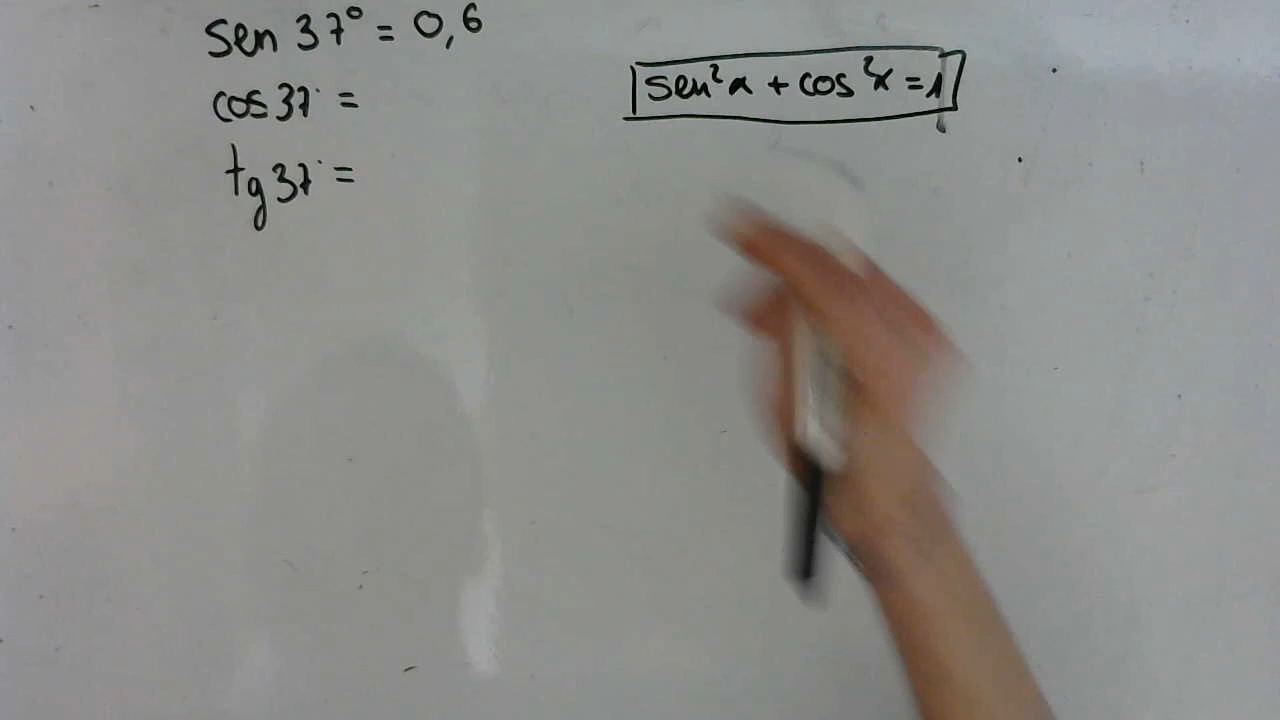 sen 37° = 0,6
cos 37° =
tg 37° =
sen²α + cos²α = 1